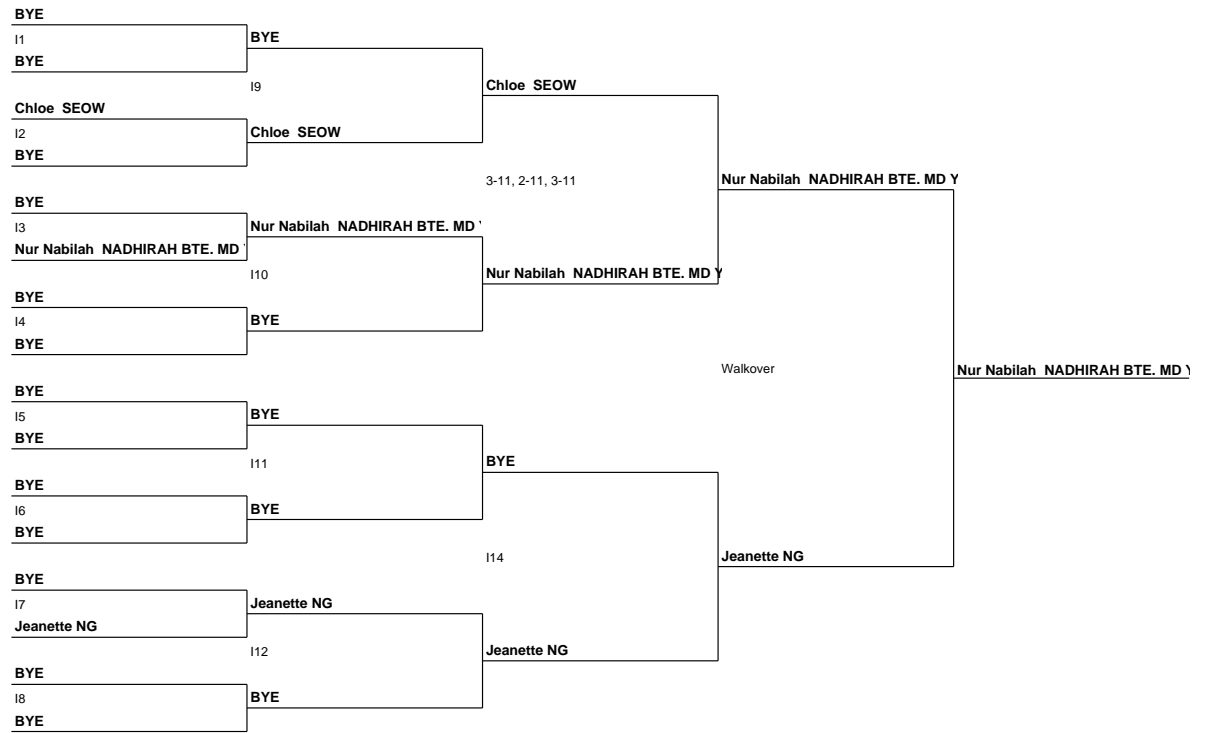 BYE
I1
BYE
BYE
I9
Chloe  SEOW
Chloe  SEOW
I2
Chloe  SEOW
BYE
3-11, 2-11, 3-11
Nur Nabilah  NADHIRAH BTE. MD Y
BYE
I3
Nur Nabilah  NADHIRAH BTE. MD
Nur Nabilah  NADHIRAH BTE. MD
I10
Nur Nabilah  NADHIRAH BTE. MD Y
BYE
I4
BYE
BYE
Walkover
Nur Nabilah  NADHIRAH BTE. MD
BYE
I5
BYE
BYE
I11
BYE
BYE
I6
BYE
BYE
I14
Jeanette NG
BYE
I7
Jeanette NG
Jeanette NG
I12
Jeanette NG
BYE
I8
BYE
BYE